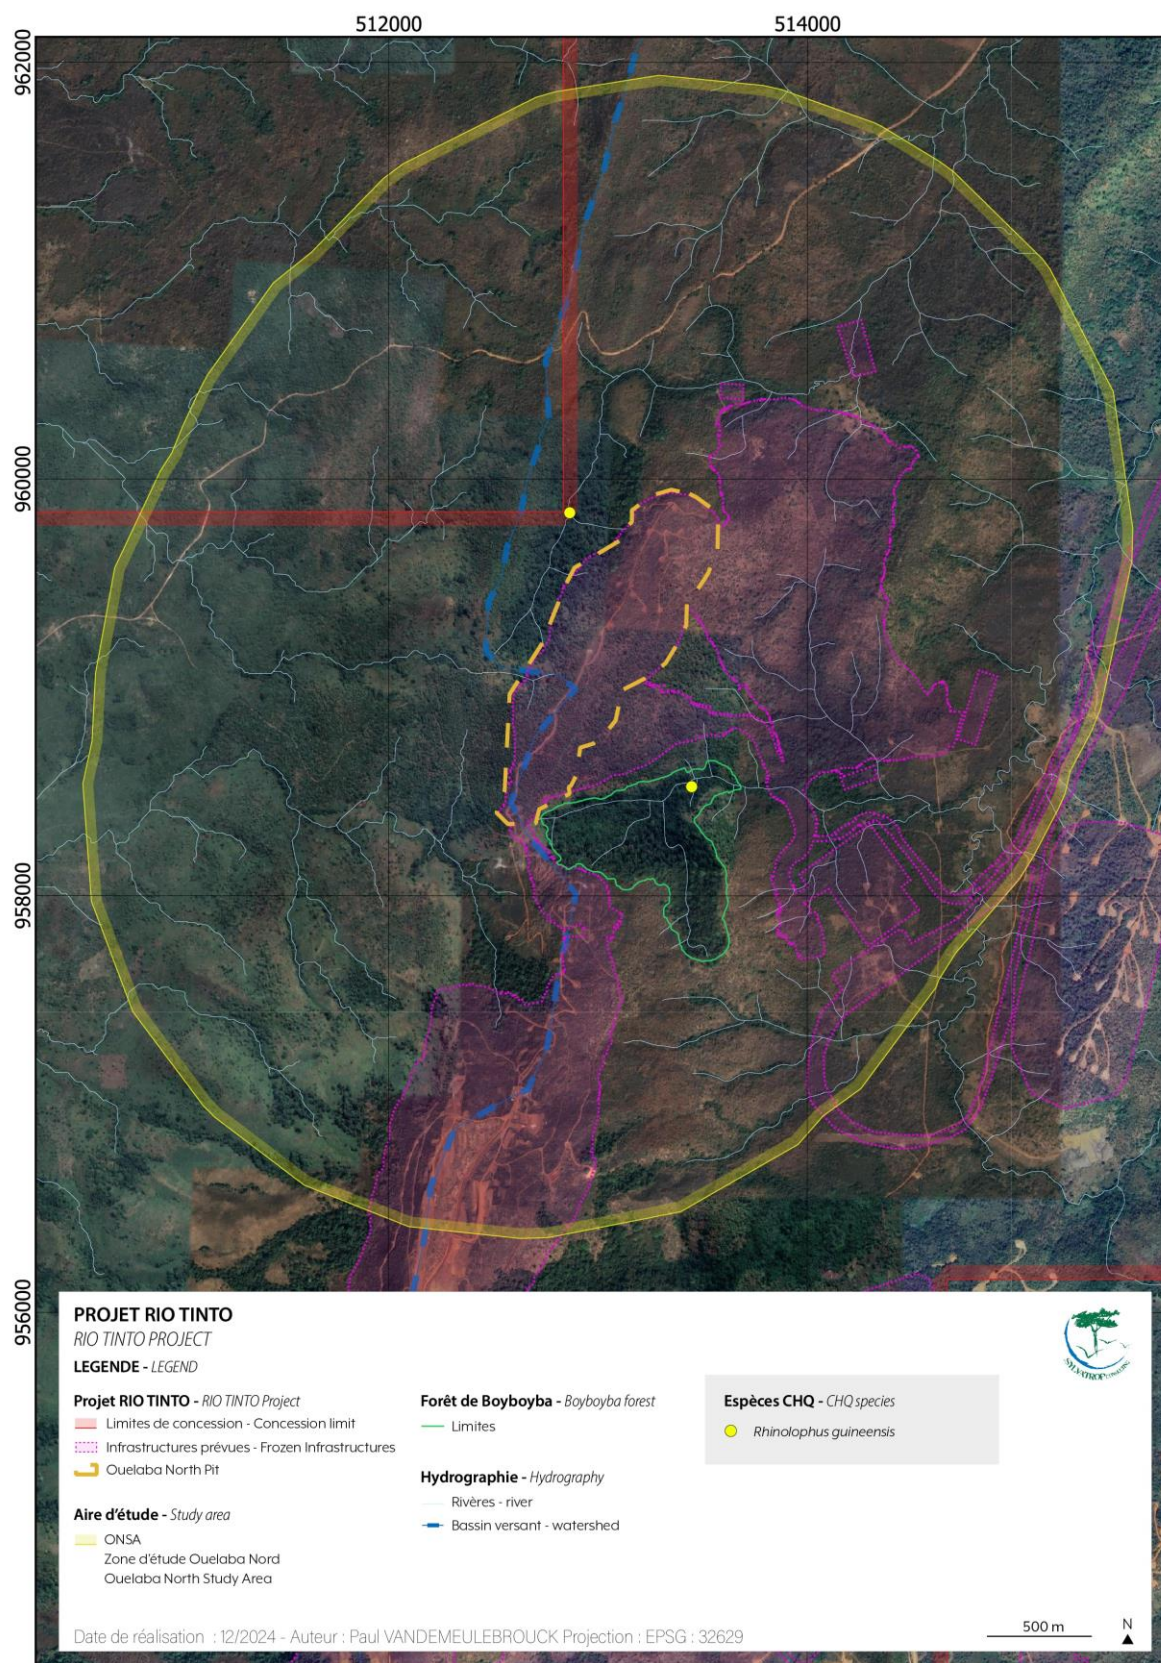 512000
514000
962000
960000
958000
956000
PROJET RIO TINTO
RIO TINTO PROJECT
LEGENDE - LEGEND
Projet RIO TINTO - RIO TINTO Project
Limites de concession - Concession limit
Infrastructures prévues - Frozen Infrastructures
Ouelaba North Pit
Aire d'étude - Study area
ONSA
Zone d'étude Ouelaba Nord
Ouelaba North Study Area
Forêt de Boyboyba - Boyboyba forest
Limites
Hydrographie - Hydrography
Rivères - river
Bassin versant - watershed
Espèces CHQ - CHQ species
Rhinolophus guineensis
SYLVATROP CONSULTING
500 m
N
Date de réalisation : 12/2024 - Auteur : Paul VANDEMEULEBROUCK Projection : EPSG : 32629